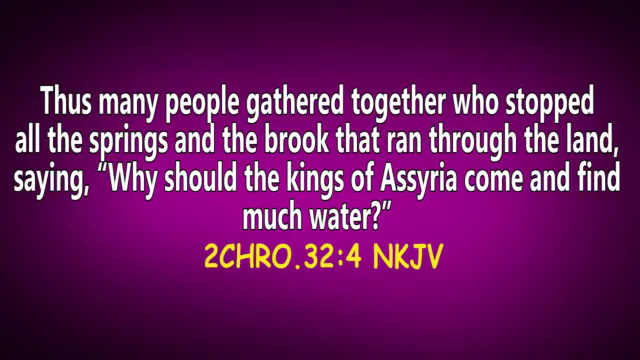 Thus many people gathered together who stopped
all the springs and the brook that ran through the land,
saying, “Why should the kings of Assyria come and find
much water?”
2CHRO.32:4 NKJV